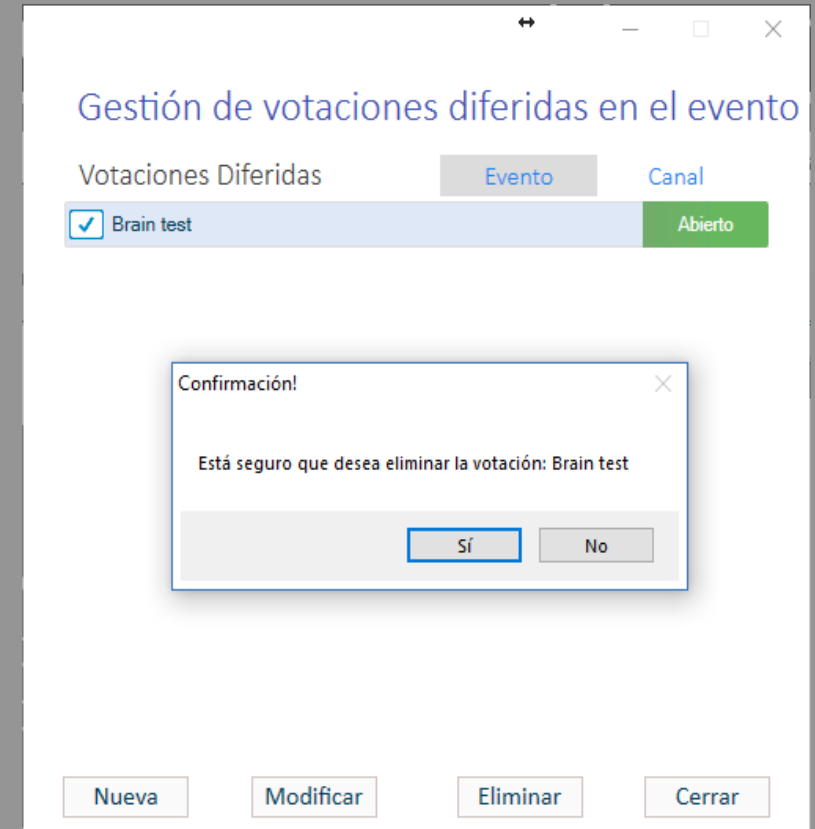 Gestión de votaciones diferidas en el evento
Votaciones Diferidas Evento Canal
Brain test Abierto
Confirmación!
Está seguro que desea eliminar la votación: Brain test
Sí No
Nueva Modificar Eliminar Cerrar